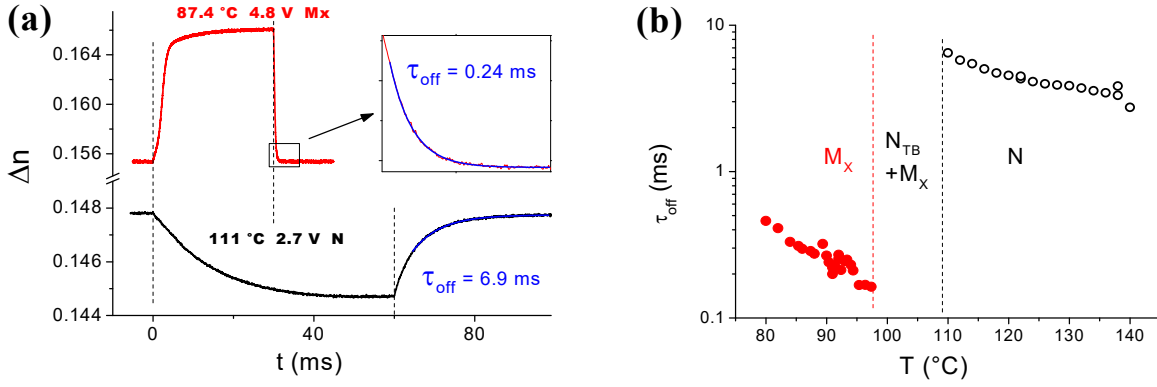 (a)
87.4 °C 4.8 V Mx
0.164
0.160
0.156
0.148
0.146
0.144
Δn
τoff = 0.24 ms
111 °C 2.7 V N
τoff = 6.9 ms
0
40
80
t (ms)
(b)
10
1
0.1
τoff (ms)
MX
NTB
+MX
N
80
90
100
110
120
130
140
T (°C)